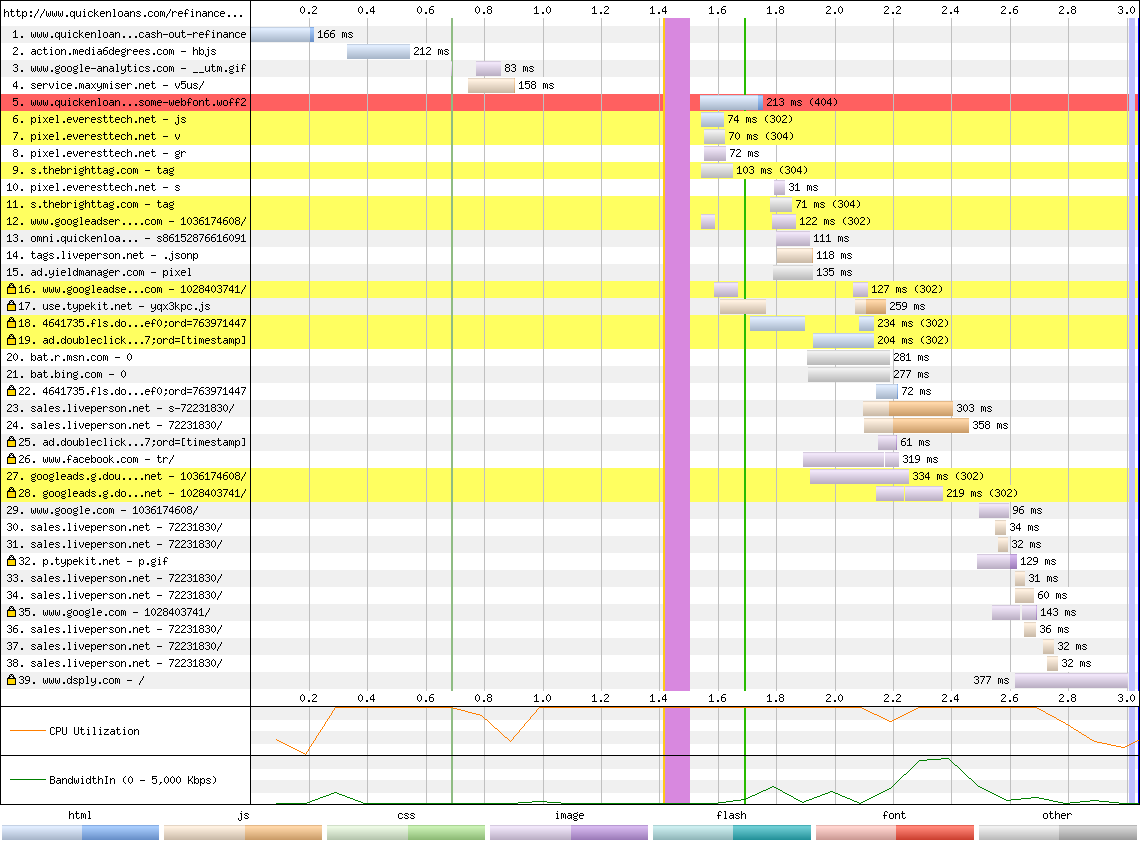 http://www.quickenloans.com/refinance... 0.2 0.4 0.6 0.8 1.0 1.2 1.4 1.6 1.8 2.0 2.2 2.4 2.6 2.8 3.0
1. www.quickenloan...cash-out-refinance 166 ms
2. action.media6degrees.com - hbjs 212 ms
3. www.google-analytics.com - __utm.gif 83 ms
4. service.maxymiser.net - v5us/ 158 ms
5. www.quickenloan...some-webfont.woff2 213 ms (404)
6. pixel.everesttech.net - js 74 ms (302)
7. pixel.everesttech.net - v 70 ms (304)
8. pixel.everesttech.net - gr 72 ms
9. s.thebrighttag.com - tag 103 ms (304)
10. pixel.everesttech.net - s 31 ms
11. s.thebrighttag.com - tag 71 ms (304)
12. www.googleadser....com - 1036174608/ 122 ms (302)
13. omni.quickenloa... - s86152876616091 111 ms
14. tags.liveperson.net - .jsonp 118 ms
15. ad.yieldmanager.com - pixel 135 ms
16. www.googleadse...com - 1028403741/ 127 ms (302)
17. use.typekit.net - yqx3kpc.js 259 ms
18. 4641735.fls.do...ef0;ord=763971447 234 ms (302)
19. ad.doubleclick...7;ord=[timestamp] 204 ms (302)
20. bat.r.msn.com - 0 281 ms
21. bat.bing.com - 0 277 ms
22. 4641735.fls.do...ef0;ord=763971447 72 ms
23. sales.liveperson.net - s-72231830/ 303 ms
24. sales.liveperson.net - 72231830/ 358 ms
25. ad.doubleclick...7;ord=[timestamp] 61 ms
26. www.facebook.com - tr/ 319 ms
27. googleads.g.dou....net - 1036174608/ 334 ms (302)
28. googleads.g.do...net - 1028403741/ 219 ms (302)
29. www.google.com - 1036174608/ 96 ms
30. sales.liveperson.net - 72231830/ 34 ms
31. sales.liveperson.net - 72231830/ 32 ms
32. p.typekit.net - p.gif 129 ms
33. sales.liveperson.net - 72231830/ 31 ms
34. sales.liveperson.net - 72231830/ 60 ms
35. www.google.com - 1028403741/ 143 ms
36. sales.liveperson.net - 72231830/ 36 ms
37. sales.liveperson.net - 72231830/ 32 ms
38. sales.liveperson.net - 72231830/ 32 ms
39. www.dsply.com - / 377 ms
0.2 0.4 0.6 0.8 1.0 1.2 1.4 1.6 1.8 2.0 2.2 2.4 2.6 2.8 3.0
CPU Utilization
BandwidthIn (0 - 5,000 Kbps)
html js css image flash font other